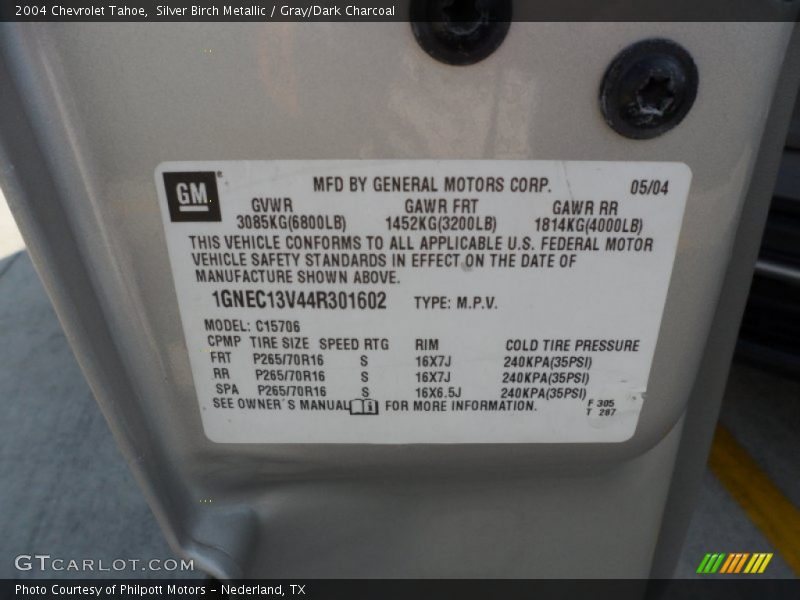 2004 Chevrolet Tahoe,  Silver Birch Metallic / Gray/Dark Charcoal
GM MFD BY GENERAL MOTORS CORP. 05/04
GVWR GAWR FRT GAWR RR
3085KG(6800LB) 1452KG(3200LB) 1814KG(4000LB)
THIS VEHICLE CONFORMS TO ALL APPLICABLE U.S. FEDERAL MOTOR
VEHICLE SAFETY STANDARDS IN EFFECT ON THE DATE OF
MANUFACTURE SHOWN ABOVE.
1GNEC13V44R301602 TYPE: M.P.V.
MODEL: C15706
CPMP TIRE SIZE SPEED RTG RIM COLD TIRE PRESSURE
FRT P265/70R16 S 16X7J 240KPA(35PSI)
RR P265/70R16 S 16X7J 240KPA(35PSI)
SPA P265/70R16 S 16X6.5J 240KPA(35PSI)
SEE OWNER'S MANUAL FOR MORE INFORMATION.
F 305
T 287
GTCARLOT.COM
Photo Courtesy of Philpott Motors – Nederland, TX